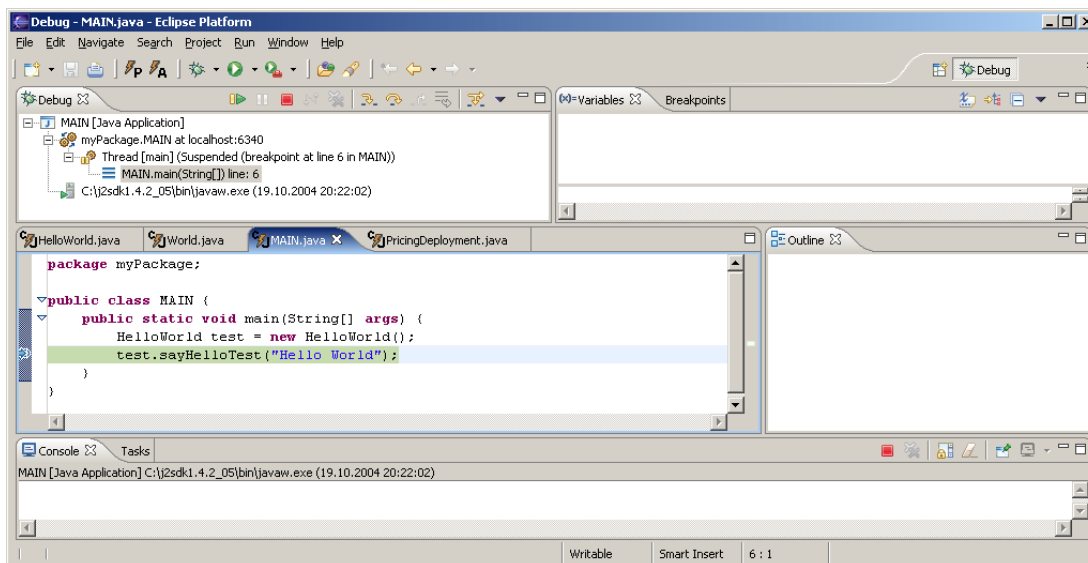 Debug - MAIN.java - Eclipse Platform
File Edit Navigate Search Project Run Window Help
Debug
Debug
(x)= Variables Breakpoints
MAIN [Java Application]
myPackage.MAIN at localhost:6340
Thread [main] (Suspended (breakpoint at line 6 in MAIN))
MAIN.main(String[]) line: 6
C:\j2sdk1.4.2_05\bin\javaw.exe (19.10.2004 20:22:02)
HelloWorld.java World.java MAIN.java PricingDeployment.java
Outline
package myPackage;
public class MAIN {
public static void main(String[] args) {
HelloWorld test = new HelloWorld();
test.sayHelloTest("Hello World");
}
}
Console Tasks
MAIN [Java Application] C:\j2sdk1.4.2_05\bin\javaw.exe (19.10.2004 20:22:02)
Writable Smart Insert 6 : 1